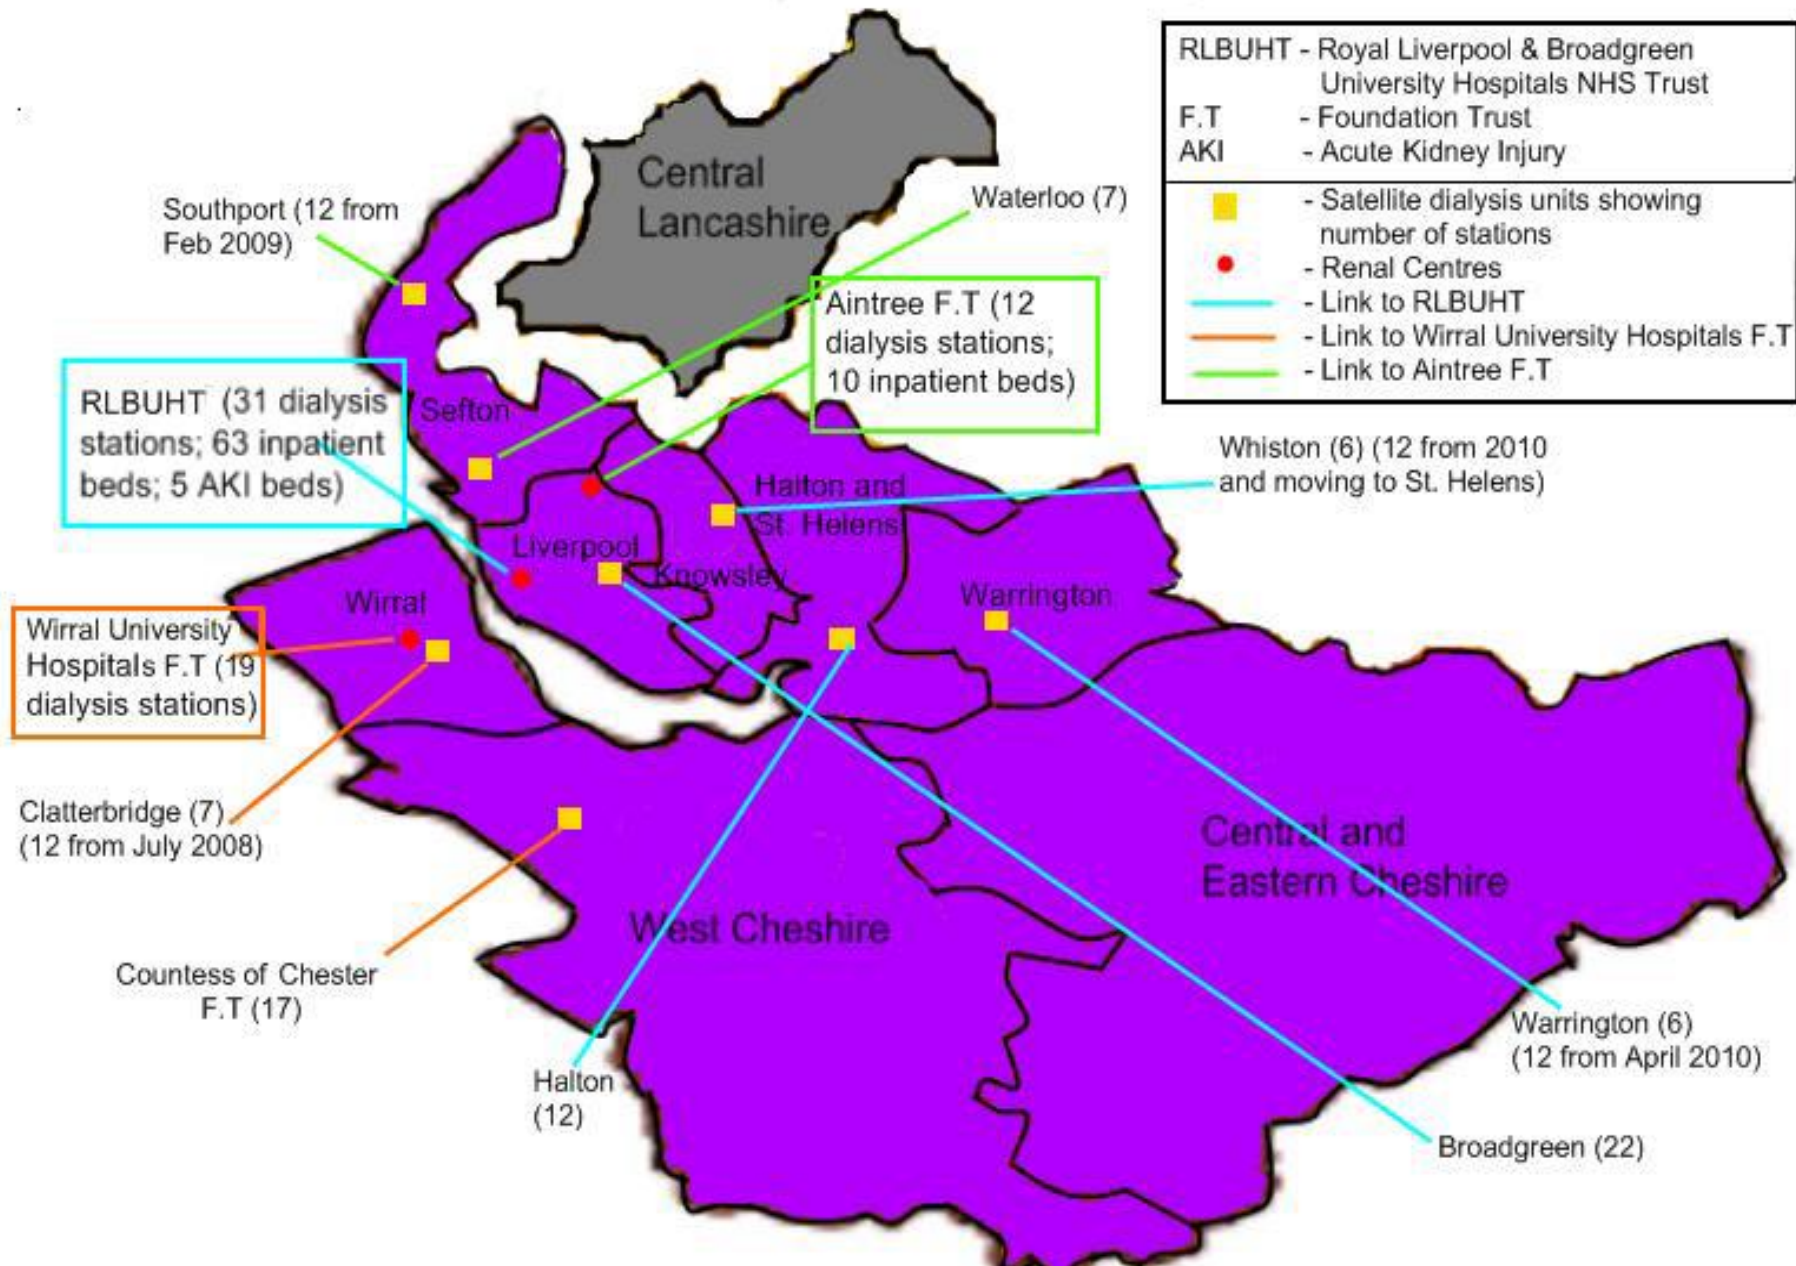 RLBUHT - Royal Liverpool & Broadgreen
University Hospitals NHS Trust
F.T - Foundation Trust
AKI - Acute Kidney Injury
- Satellite dialysis units showing
number of stations
- Renal Centres
- Link to RLBUHT
- Link to Wirral University Hospitals F.T
- Link to Aintree F.T
Central
Lancashire
Southport (12 from
Feb 2009)
Waterloo (7)
Aintree F.T (12
dialysis stations;
10 inpatient beds)
RLBUHT (31 dialysis
stations; 63 inpatient
beds; 5 AKI beds)
Sefton
Whiston (6) (12 from 2010
and moving to St. Helens)
Halton and
St. Helens
Liverpool
Knowsley
Warrington
Wirral
Wirral University
Hospitals F.T (19
dialysis stations)
Clatterbridge (7)
(12 from July 2008)
Central and
Eastern Cheshire
West Cheshire
Countess of Chester
F.T (17)
Warrington (6)
(12 from April 2010)
Halton
(12)
Broadgreen (22)